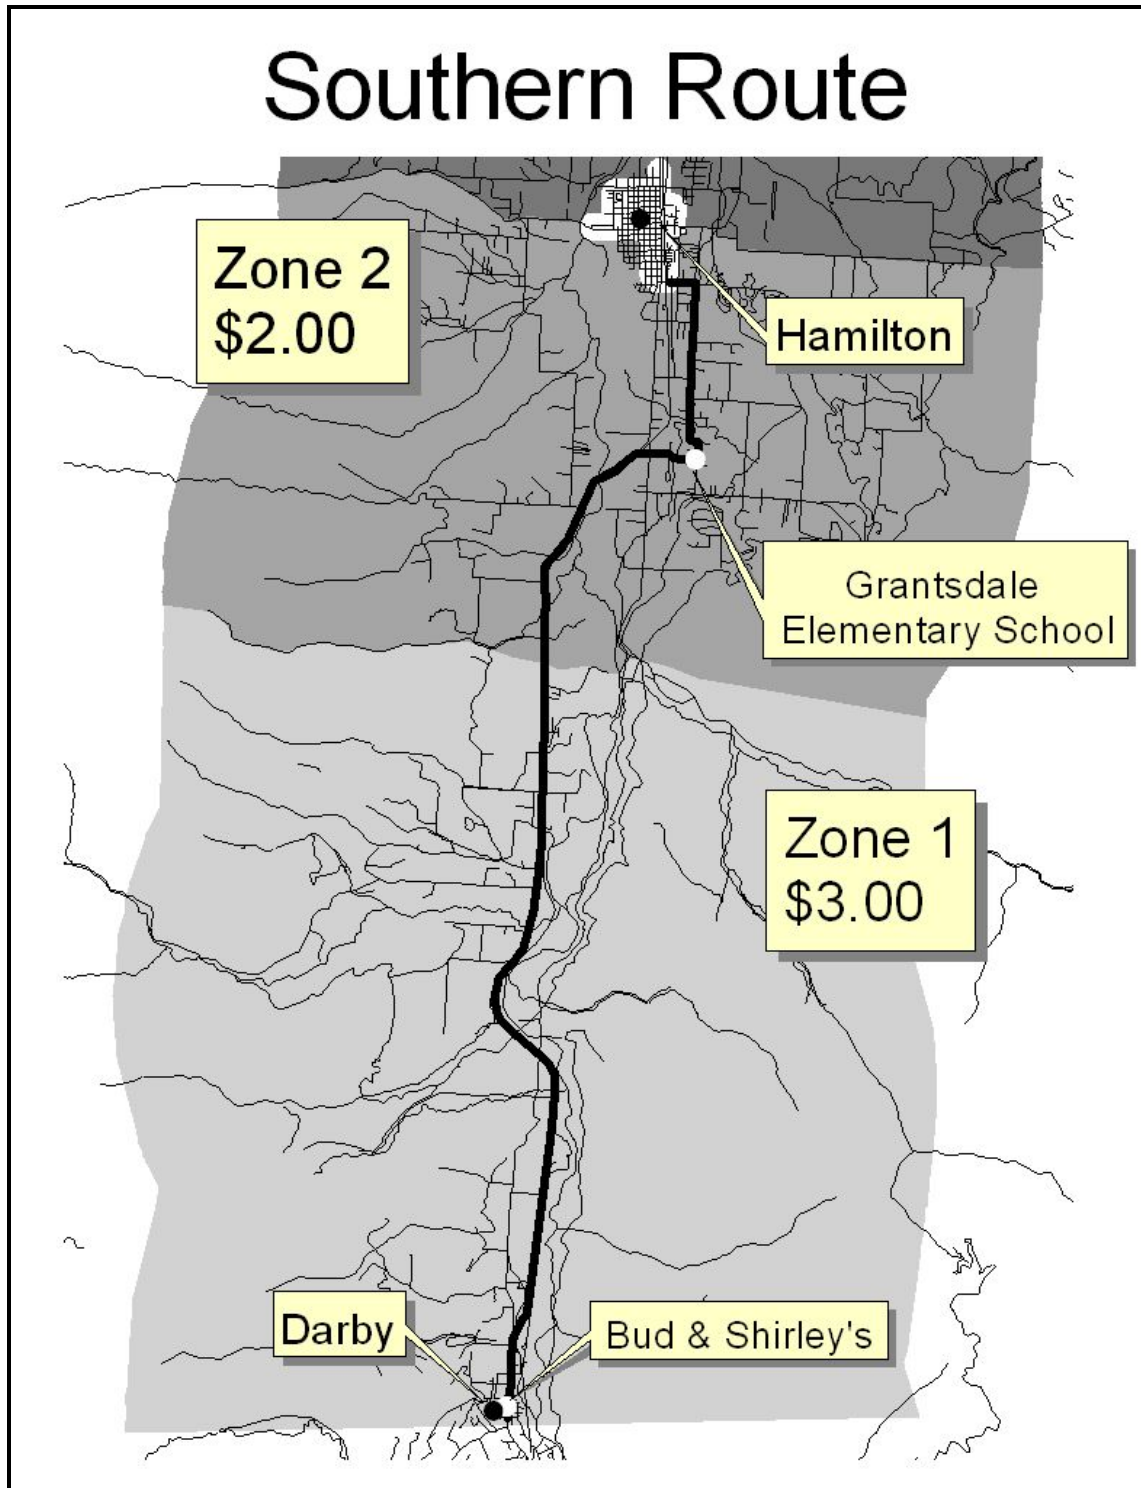 Southern Route
Zone 2
$2.00
Hamilton
Grantsdale
Elementary School
Zone 1
$3.00
Darby
Bud & Shirley's